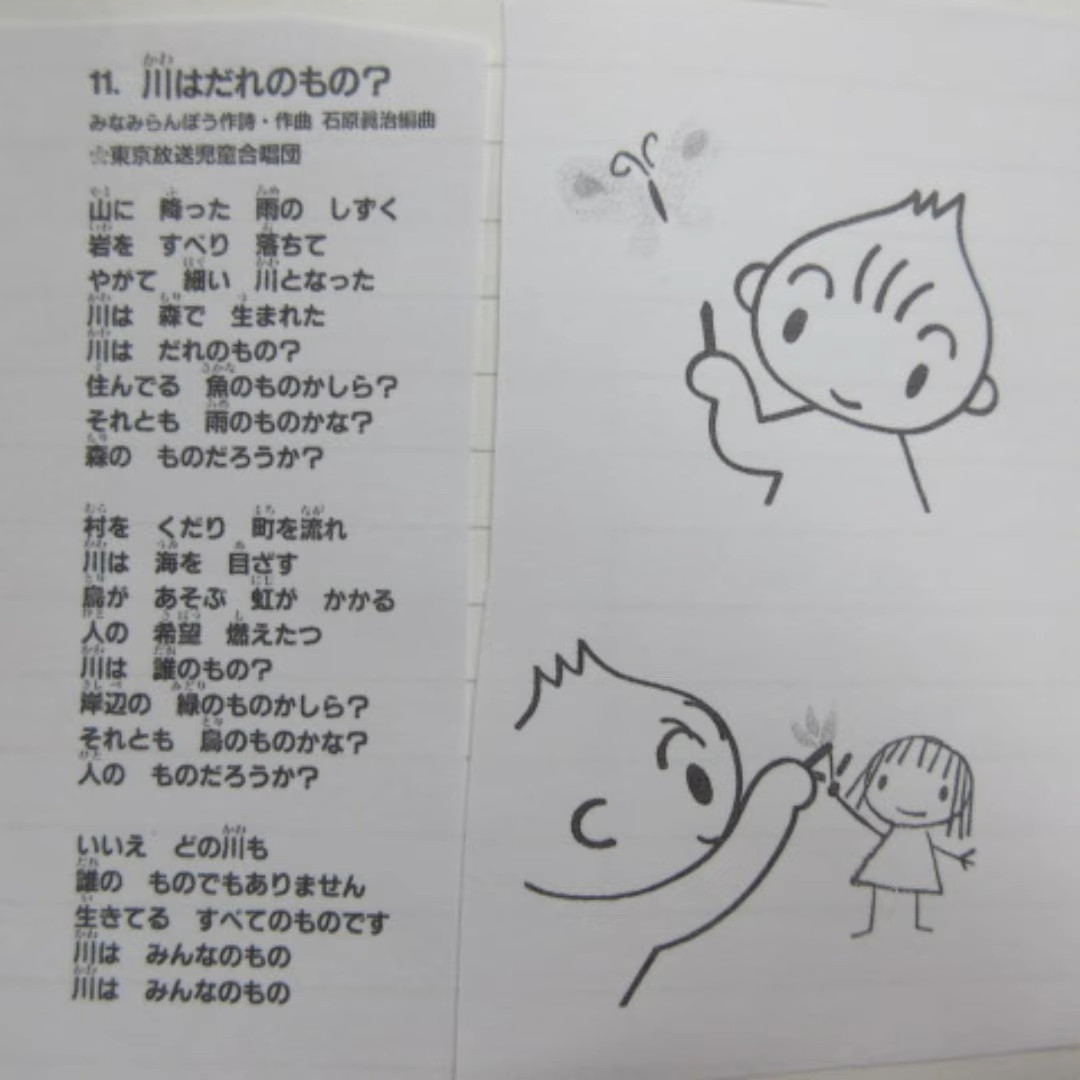 11. 川はだれのもの？
みなみらんぼう作詩・作曲 石原眞治編曲
☆東京放送児童合唱団
山に　降った　雨の　しずく
岩を　すべり　落ちて
やがて　細い　川となった
川は　森で　生まれた
川は　だれのもの？
住んでる　魚のものかしら？
それとも　雨のものかな？
森の　ものだろうか？
村を　くだり　町を流れ
川は　海を　目ざす
鳥が　あそぶ　虹が　かかる
人の　希望　燃えたつ
川は　誰のもの？
岸辺の　緑のものかしら？
それとも　鳥のものかな？
人の　ものだろうか？
いいえ　どの川も
誰の　ものでもありません
生きてる　すべてのものです
川は　みんなのもの
川は　みんなのもの